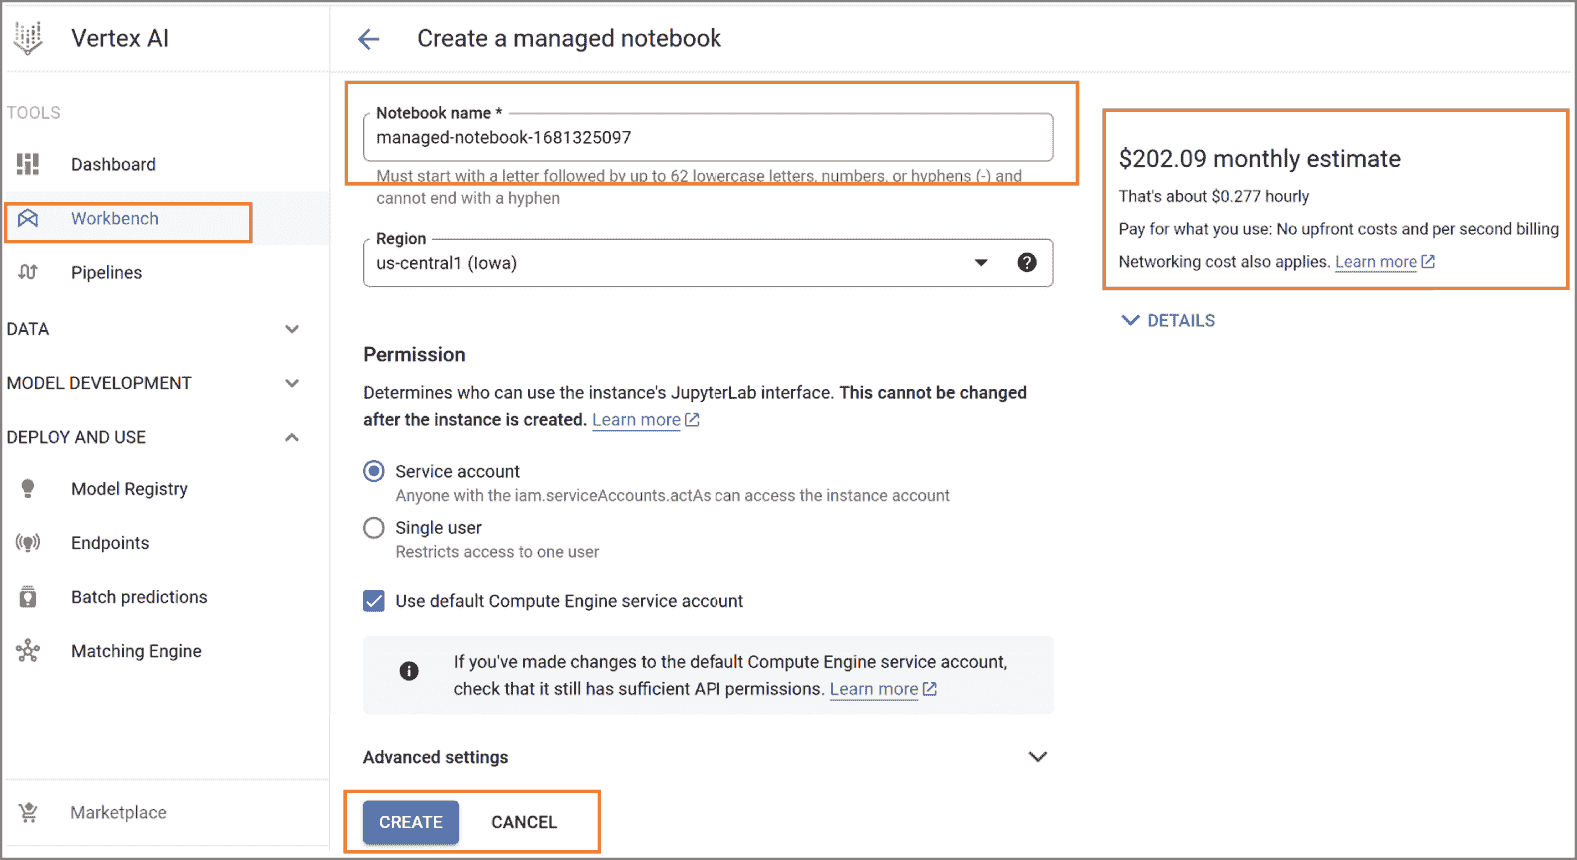 Vertex AI
TOOLS
Dashboard
Workbench
Pipelines
DATA
MODEL DEVELOPMENT
DEPLOY AND USE
Model Registry
Endpoints
Batch predictions
Matching Engine
Marketplace
Create a managed notebook
Notebook name *
managed-notebook-1681325097
Must start with a letter followed by up to 62 lowercase letters, numbers, or hyphens (-) and
cannot end with a hyphen
Region
us-central1 (Iowa)
Permission
Determines who can use the instance's JupyterLab interface. This cannot be changed
after the instance is created. Learn more
Service account
Anyone with the iam.serviceAccounts.actAs can access the instance account
Single user
Restricts access to one user
Use default Compute Engine service account
If you've made changes to the default Compute Engine service account,
check that it still has sufficient API permissions. Learn more
Advanced settings
CREATE CANCEL
$202.09 monthly estimate
That's about $0.277 hourly
Pay for what you use: No upfront costs and per second billing
Networking cost also applies. Learn more
DETAILS